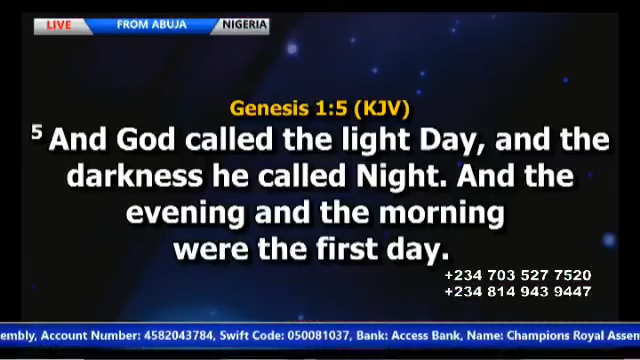 LIVE FROM ABUJA NIGERIA
Genesis 1:5 (KJV)
5 And God called the light Day, and the
darkness he called Night. And the
evening and the morning
were the first day.
+234 703 527 7520
+234 814 943 9447
embly, Account Number: 4582043784, Swift Code: 050081037, Bank: Access Bank, Name: Champions Royal Assem